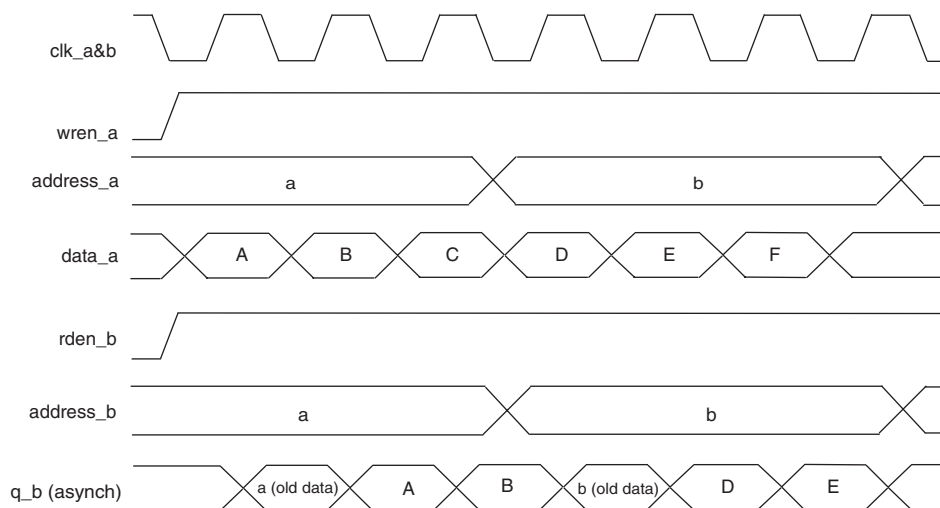 clk_a&b
wren_a
address_a a b
data_a A B C D E F
rden_b
address_b a b
q_b (asynch) a (old data) A B b (old data) D E